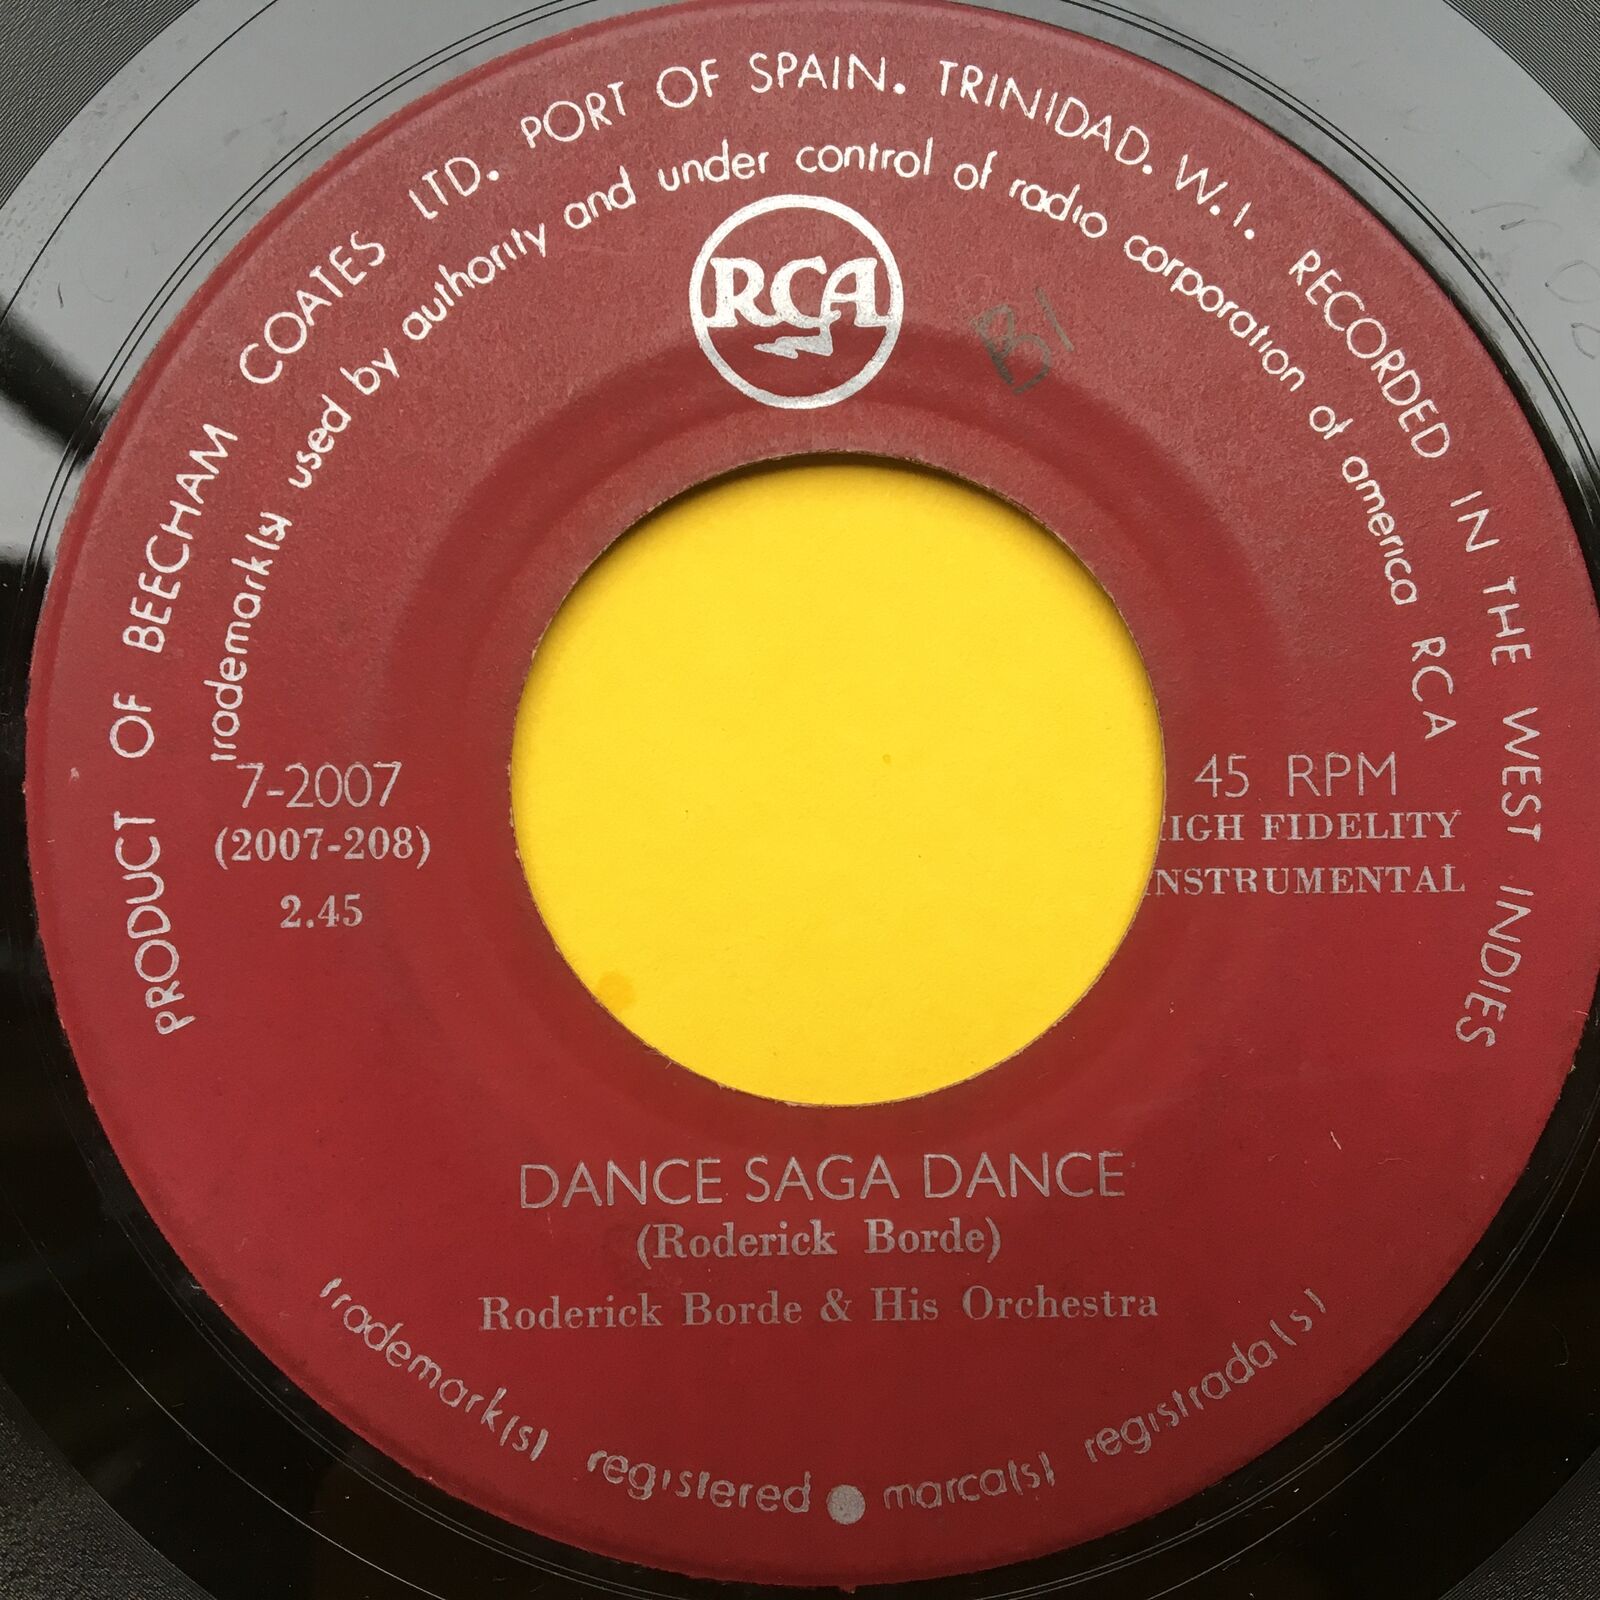 PRODUCT OF BEECHAM COATES LTD. PORT OF SPAIN. TRINIDAD. W.I. RECORDED IN THE WEST INDIES
Trademark(s) used by authority and under control of radio corporation of america RCA
RCA
B1
7-2007
(2007-208)
2.45
45 RPM
IGH FIDELITY
NSTRUMENTAL
DANCE SAGA DANCE
(Roderick Borde)
Roderick Borde & His Orchestra
Trademark(s) registered • marca(s) registrada(s)